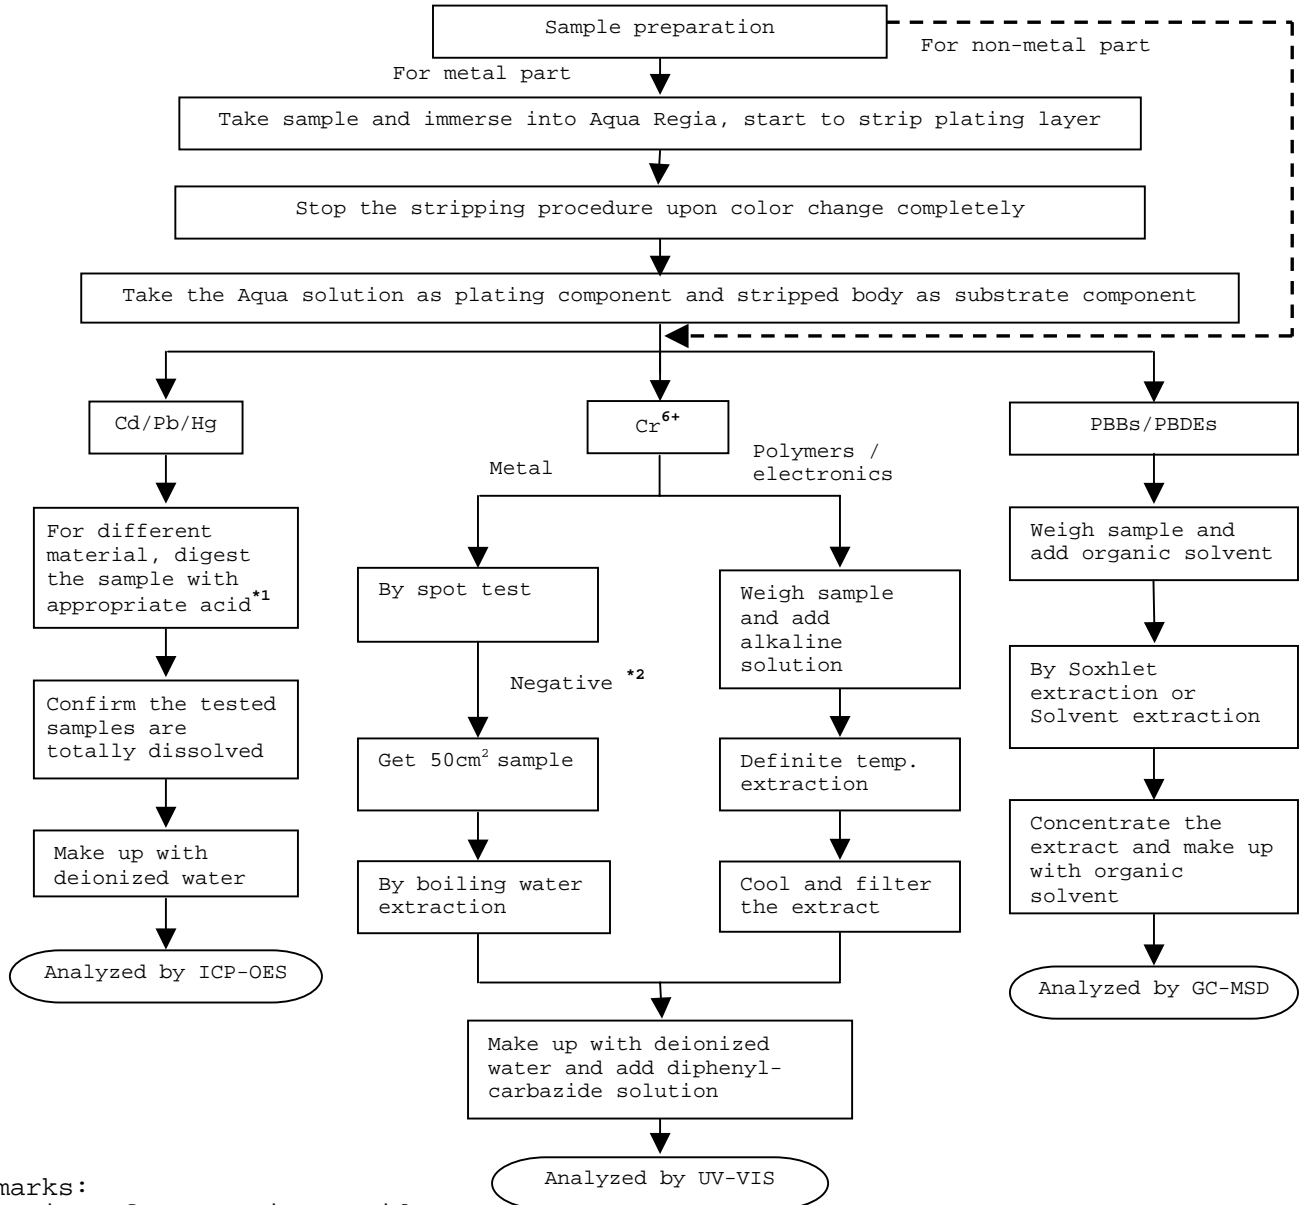 Sample preparation
For non-metal part
For metal part
Take sample and immerse into Aqua Regia, start to strip plating layer
Stop the stripping procedure upon color change completely
Take the Aqua solution as plating component and stripped body as substrate component
Cd/Pb/Hg
For different
material, digest
the sample with
appropriate acid*1
Confirm the tested
samples are
totally dissolved
Make up with
deionized water
Analyzed by ICP-OES
Cr6+
Metal
By spot test
Negative *2
Get 50cm2 sample
By boiling water
extraction
Polymers /
electronics
Weigh sample
and add
alkaline
solution
Definite temp.
extraction
Cool and filter
the extract
Make up with deionized
water and add diphenyl-
carbazide solution
Analyzed by UV-VIS
PBBs/PBDEs
Weigh sample and
add organic solvent
By Soxhlet
extraction or
Solvent extraction
Concentrate the
extract and make up
with organic
solvent
Analyzed by GC-MSD
marks: